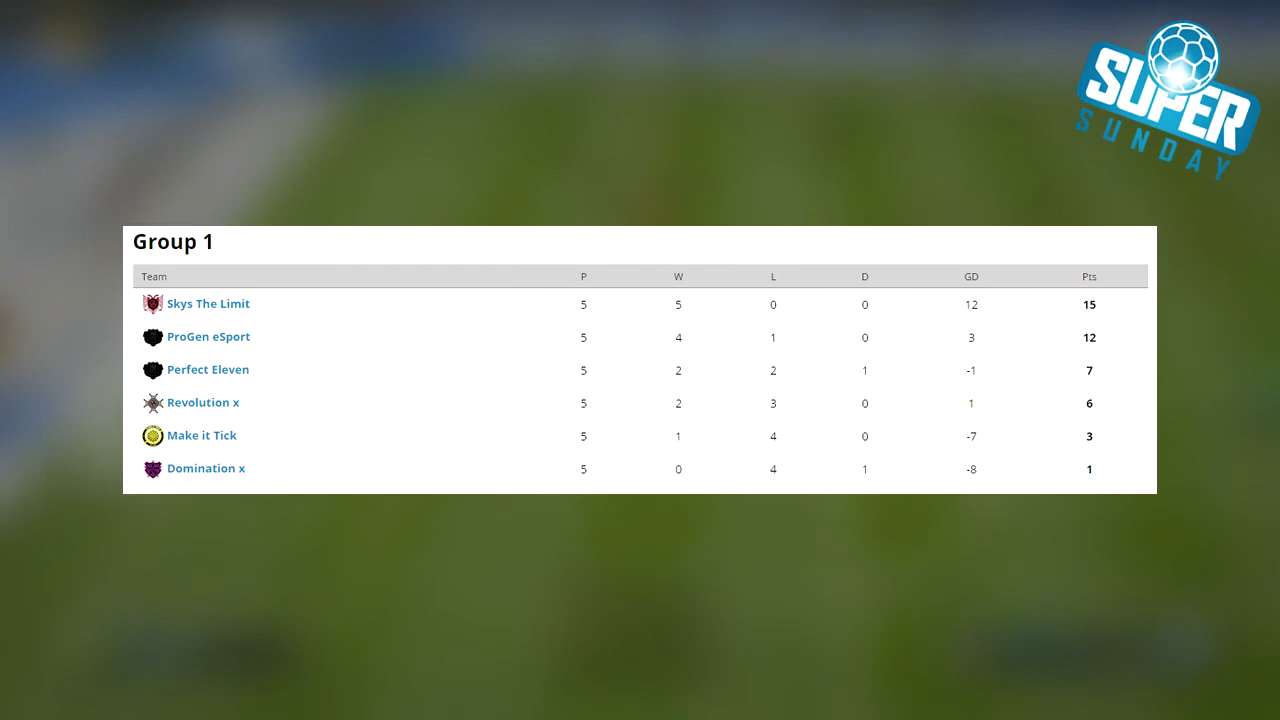 SUPER
SUNDAY
Group 1
Team P W L D GD Pts
Skys The Limit 5 5 0 0 12 15
ProGen eSport 5 4 1 0 3 12
Perfect Eleven 5 2 2 1 -1 7
Revolution x 5 2 3 0 1 6
Make it Tick 5 1 4 0 -7 3
Domination x 5 0 4 1 -8 1